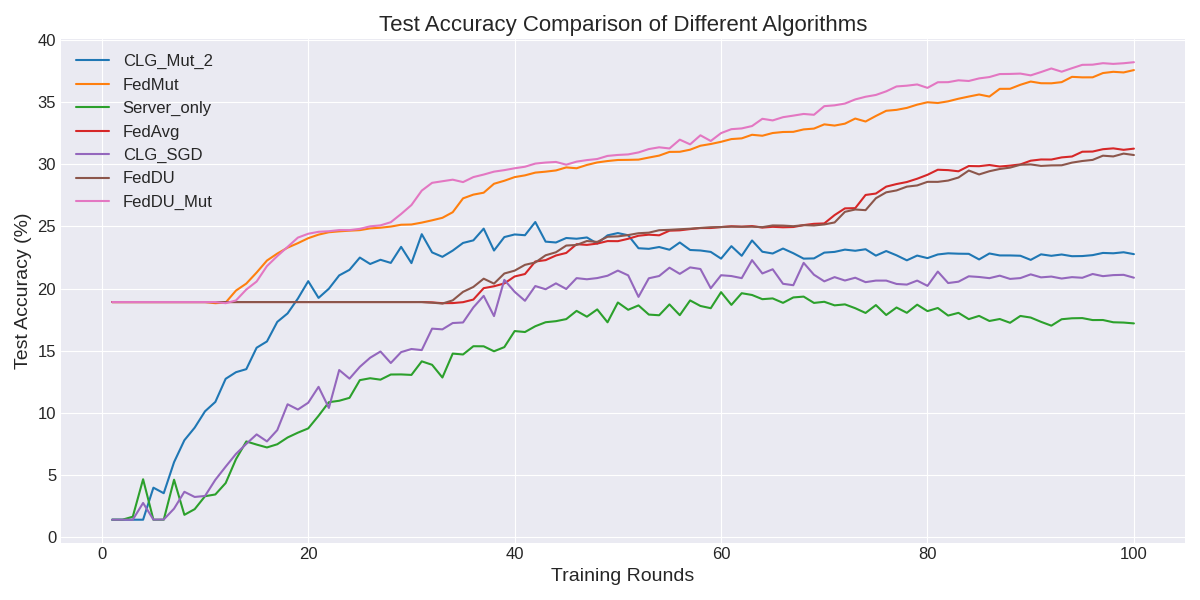 Test Accuracy Comparison of Different Algorithms
40
35
30
25
20
15
10
5
0
Test Accuracy (%)
CLG_Mut_2
FedMut
Server_only
FedAvg
CLG_SGD
FedDU
FedDU_Mut
0 20 40 60 80 100
Training Rounds